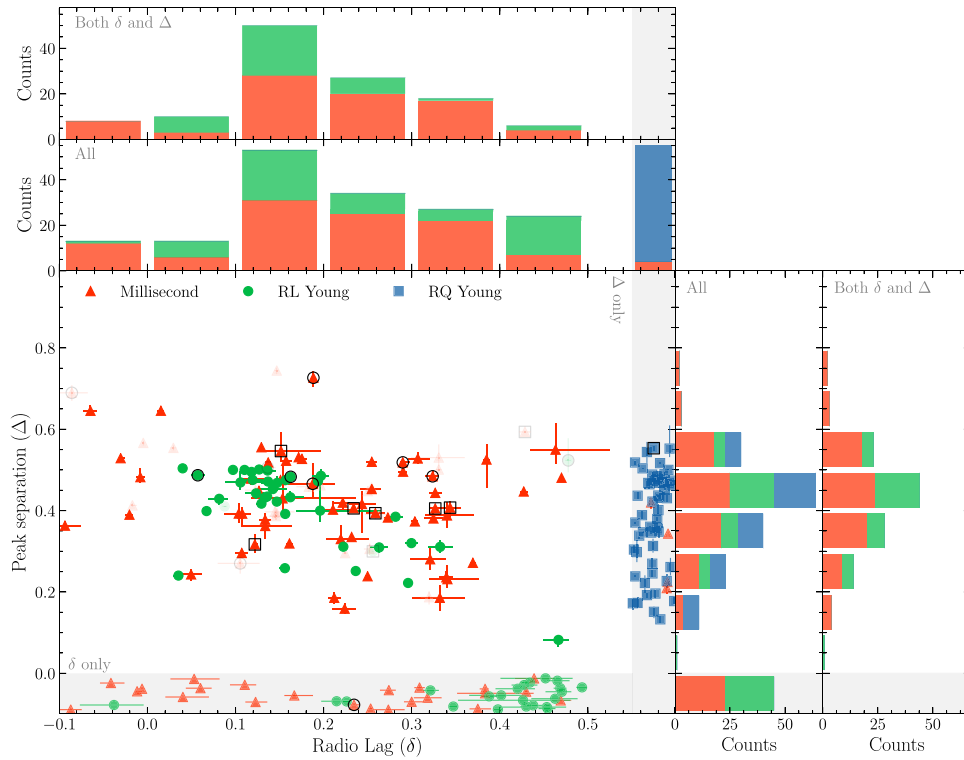 Both δ and Δ
Counts
40
20
0
All
Counts
40
20
0
Millisecond
RL Young
RQ Young
Δ only
All
Both δ and Δ
Peak separation (Δ)
0.8
0.6
0.4
0.2
0.0
δ only
−0.1
0.0
0.1
0.2
0.3
0.4
0.5
Radio Lag (δ)
0
25
50
Counts
0
25
50
Counts